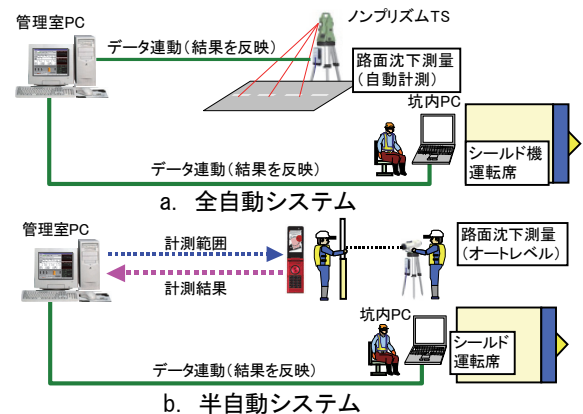 管理室PC
ノンプリズムTS
データ連動(結果を反映)
路面沈下測量
(自動計測)
坑内PC
データ連動(結果を反映)
シールド機
運転席
a. 全自動システム
管理室PC
計測範囲
計測結果
路面沈下測量
(オートレベル)
坑内PC
データ連動(結果を反映)
シールド
運転席
b. 半自動システム